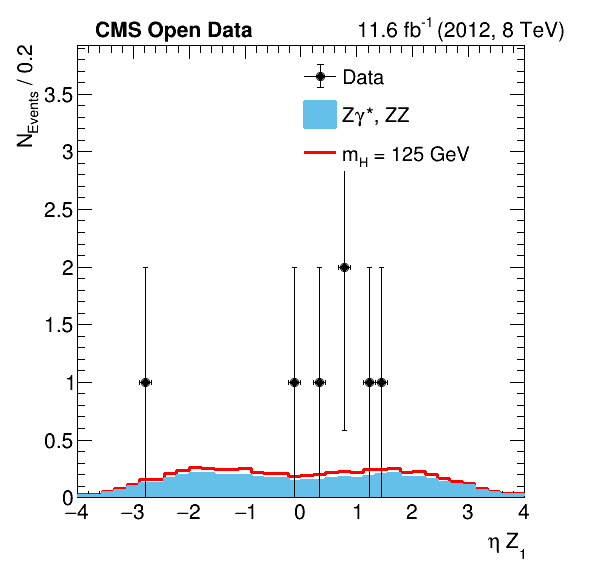 CMS Open Data 11.6 fb⁻¹ (2012, 8 TeV)
N_Events / 0.2
Data
Zγ*, ZZ
m_H = 125 GeV
3.5
3
2.5
2
1.5
1
0.5
0
−4 −3 −2 −1 0 1 2 3 4
η Z₁